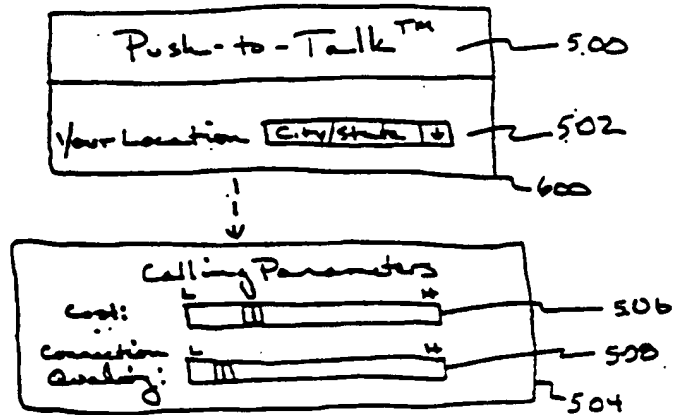 Push-to-Talk™ 500
Your Location City/State 502
600
Calling Parameters
L H
Cost: 506
Connection L H 508
Quality:
504